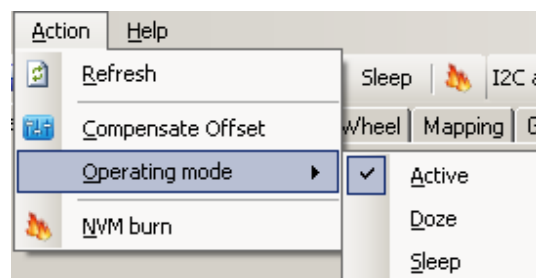 Action Help
Refresh
Sleep I2C
Compensate Offset
Wheel Mapping
Operating mode
Active
Doze
NVM burn
Sleep